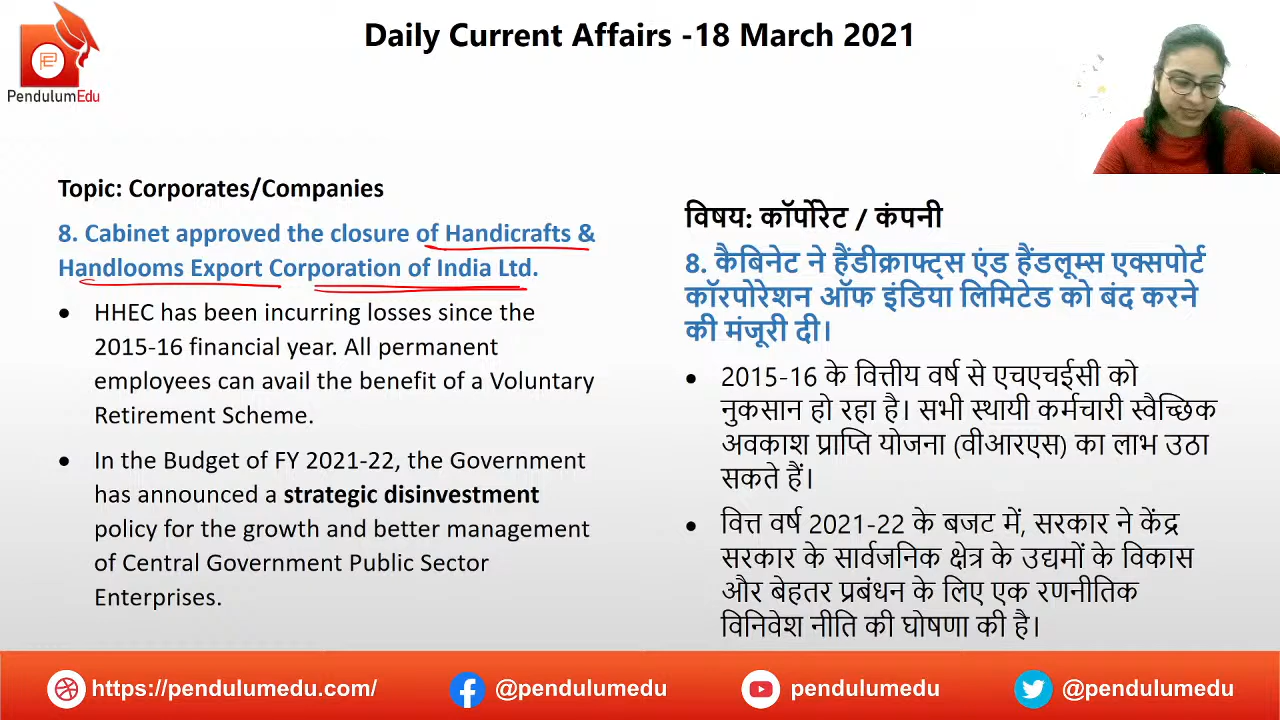 Daily Current Affairs -18 March 2021
PendulumEdu
Topic: Corporates/Companies
8. Cabinet approved the closure of Handicrafts &
Handlooms Export Corporation of India Ltd.
• HHEC has been incurring losses since the
2015-16 financial year. All permanent
employees can avail the benefit of a Voluntary
Retirement Scheme.
• In the Budget of FY 2021-22, the Government
has announced a strategic disinvestment
policy for the growth and better management
of Central Government Public Sector
Enterprises.
विषय: कॉर्पोरेट / कंपनी
8. कैबिनेट ने हैंडीक्राफ्ट्स एंड हैंडलूम्स एक्सपोर्ट
कॉरपोरेशन ऑफ इंडिया लिमिटेड को बंद करने
की मंजूरी दी।
• 2015-16 के वित्तीय वर्ष से एचएचईसी को
नुकसान हो रहा है। सभी स्थायी कर्मचारी स्वैच्छिक
अवकाश प्राप्ति योजना (वीआरएस) का लाभ उठा
सकते हैं।
• वित्त वर्ष 2021-22 के बजट में, सरकार ने केंद्र
सरकार के सार्वजनिक क्षेत्र के उद्यमों के विकास
और बेहतर प्रबंधन के लिए एक रणनीतिक
विनिवेश नीति की घोषणा की है।
https://pendulumedu.com/
@pendulumedu
pendulumedu
@pendulumedu